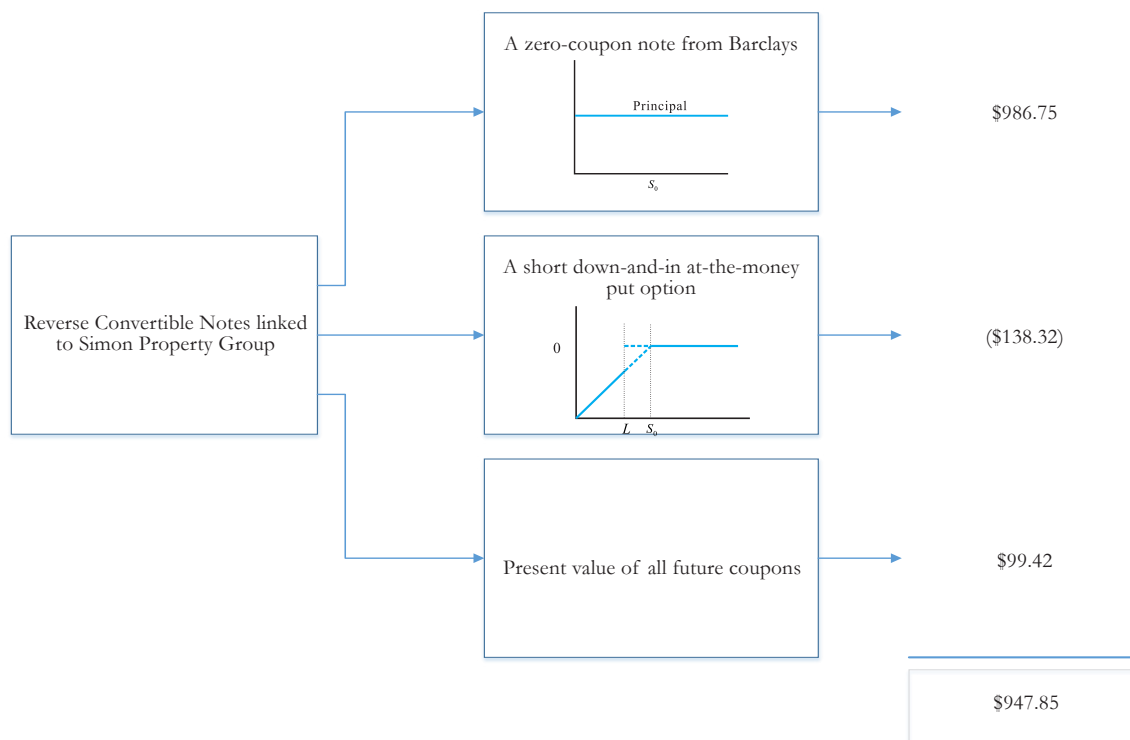 A zero-coupon note from Barclays
Principal
S₀
$986.75
Reverse Convertible Notes linked
to Simon Property Group
A short down-and-in at-the-money
put option
0
L S₀
($138.32)
Present value of all future coupons
$99.42
$947.85